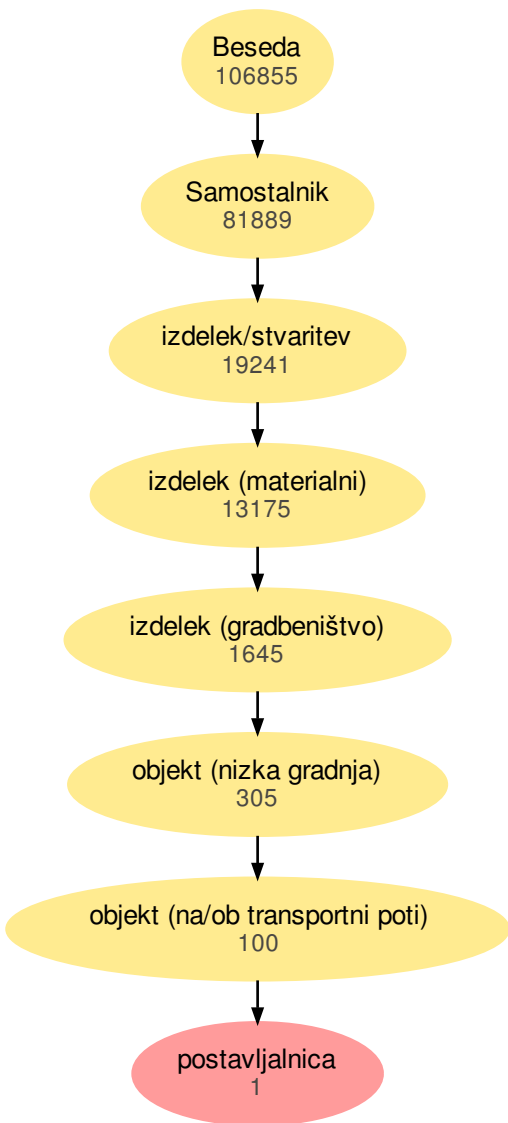 Beseda
106855
Samostalnik
81889
izdelek/stvaritev
19241
izdelek (materialni)
13175
izdelek (gradbeništvo)
1645
objekt (nizka gradnja)
305
objekt (na/ob transportni poti)
100
postavljalnica
1